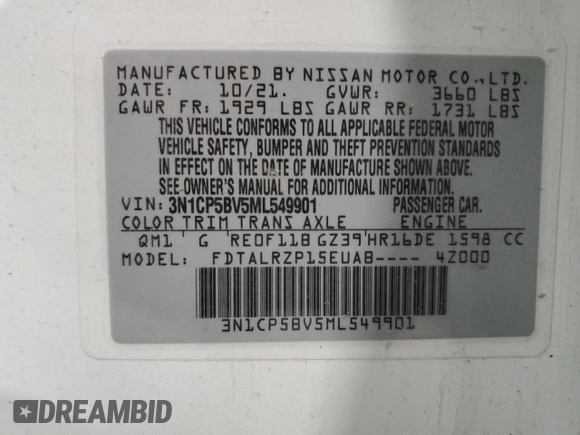 MANUFACTURED BY NISSAN MOTOR CO.,LTD.
DATE: 10/21. GVWR: 3660 LBS
GAWR FR: 1929 LBS GAWR RR: 1731 LBS
THIS VEHICLE CONFORMS TO ALL APPLICABLE FEDERAL MOTOR
VEHICLE SAFETY, BUMPER AND THEFT PREVENTION STANDARDS
IN EFFECT ON THE DATE OF MANUFACTURE SHOWN ABOVE.
SEE OWNER'S MANUAL FOR ADDITIONAL INFORMATION.
VIN: 3N1CP5BV5ML549901 PASSENGER CAR.
COLOR TRIM TRANS AXLE ENGINE
QM1 G RE0F11B GZ39 HR16DE 1598 CC
MODEL: FDTALRZP15EUAB---- 4Z000
3N1CP5BV5ML549901
DREAMBID